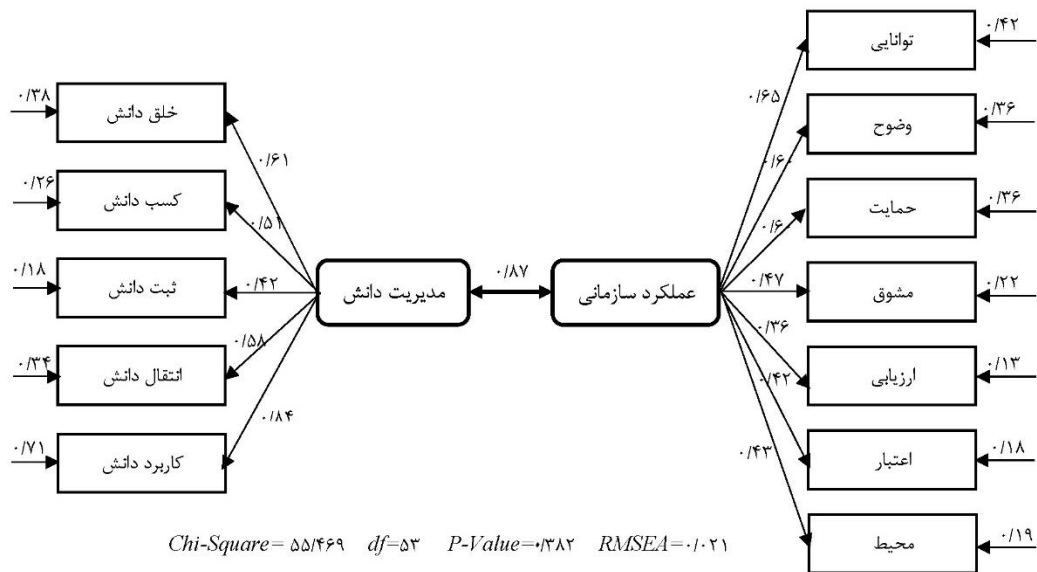 ۰/۴۲
توانایی
۰/۶۵
۰/۳۶
وضوح
۰/۶۰
۰/۳۶
حمایت
۰/۶۰
۰/۲۲
مشوق
۰/۴۷
۰/۱۳
ارزیابی
۰/۳۶
۰/۱۸
اعتبار
۰/۴۲
۰/۱۹
محیط
۰/۴۳
عملکرد سازمانی
۰/۸۷
مدیریت دانش
۰/۶۱
خلق دانش
۰/۳۸
۰/۵۱
کسب دانش
۰/۲۶
۰/۴۲
ثبت دانش
۰/۱۸
۰/۵۸
انتقال دانش
۰/۳۴
۰/۸۴
کاربرد دانش
۰/۷۱
Chi-Square= ۵۵/۴۶۹ df=۵۳ P-Value=۰/۳۸۲ RMSEA=۰/۰۲۱